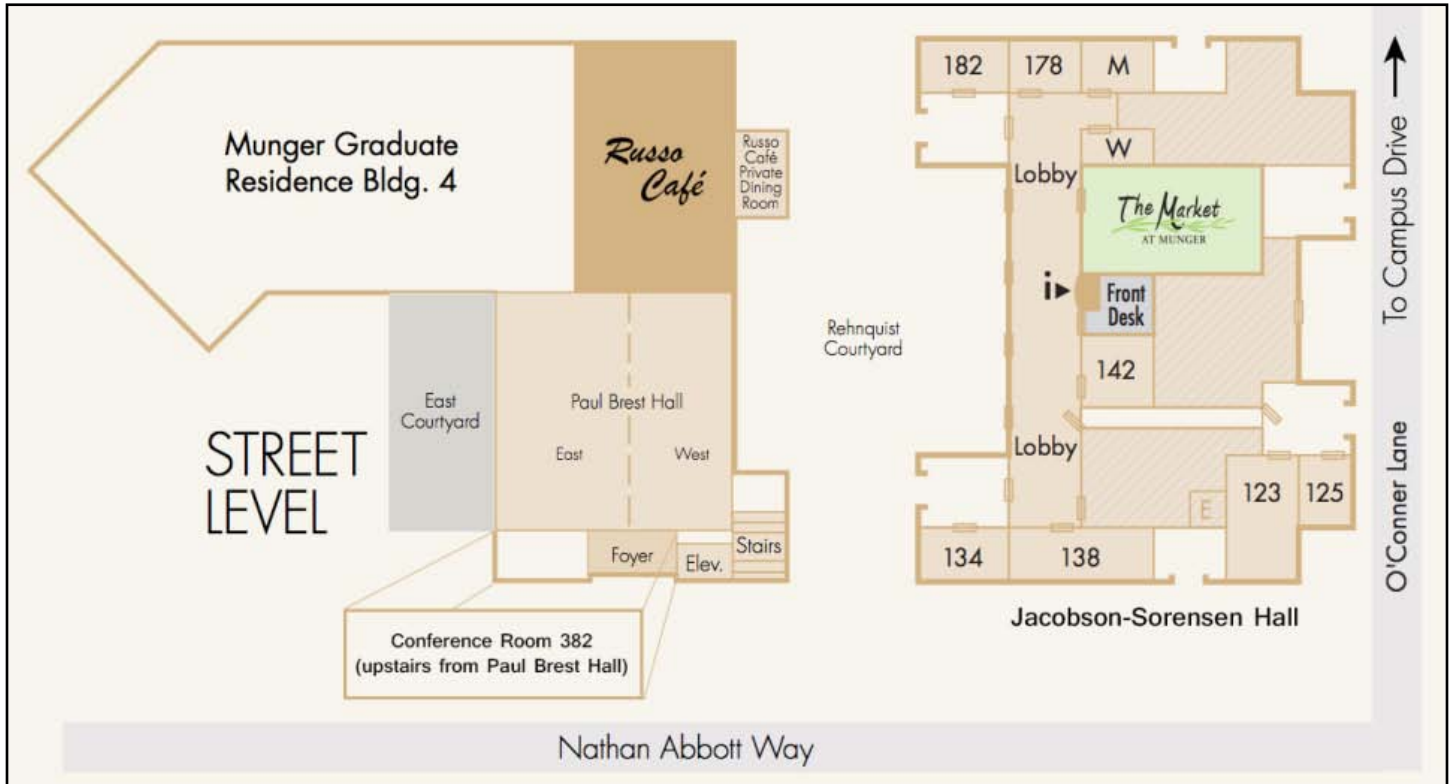 Munger Graduate
Residence Bldg. 4
Russo
Café
Russo
Café
Private
Dining
Room
East
Courtyard
Paul Brest Hall
East
West
STREET
LEVEL
Foyer
Elev.
Stairs
Conference Room 382
(upstairs from Paul Brest Hall)
Rehnquist
Courtyard
182
178
M
W
Lobby
The Market
AT MUNGER
i
Front
Desk
142
Lobby
E
123
125
134
138
Jacobson-Sorensen Hall
To Campus Drive
O'Conner Lane
Nathan Abbott Way